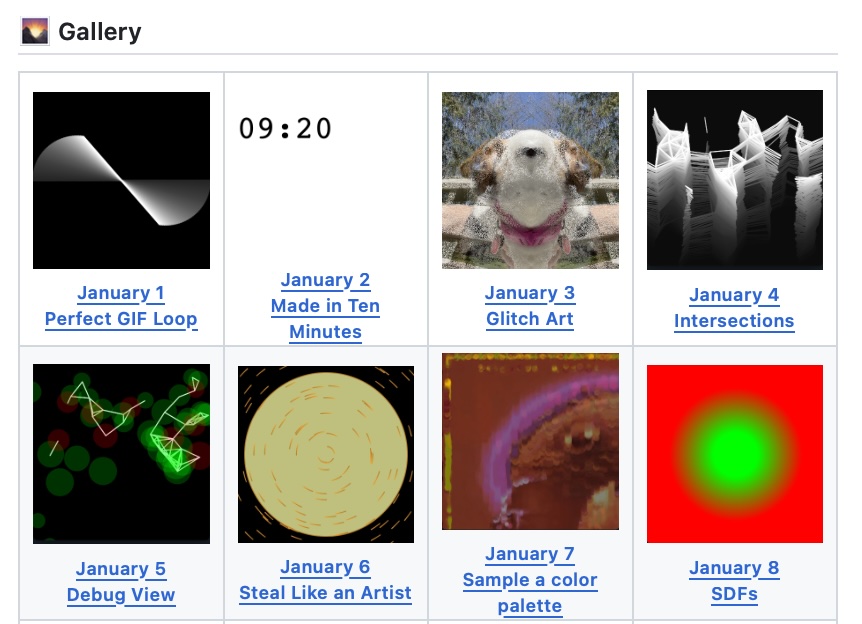 Gallery
09:20
January 1
Perfect GIF Loop
January 2
Made in Ten
Minutes
January 3
Glitch Art
January 4
Intersections
January 5
Debug View
January 6
Steal Like an Artist
January 7
Sample a color
palette
January 8
SDFs